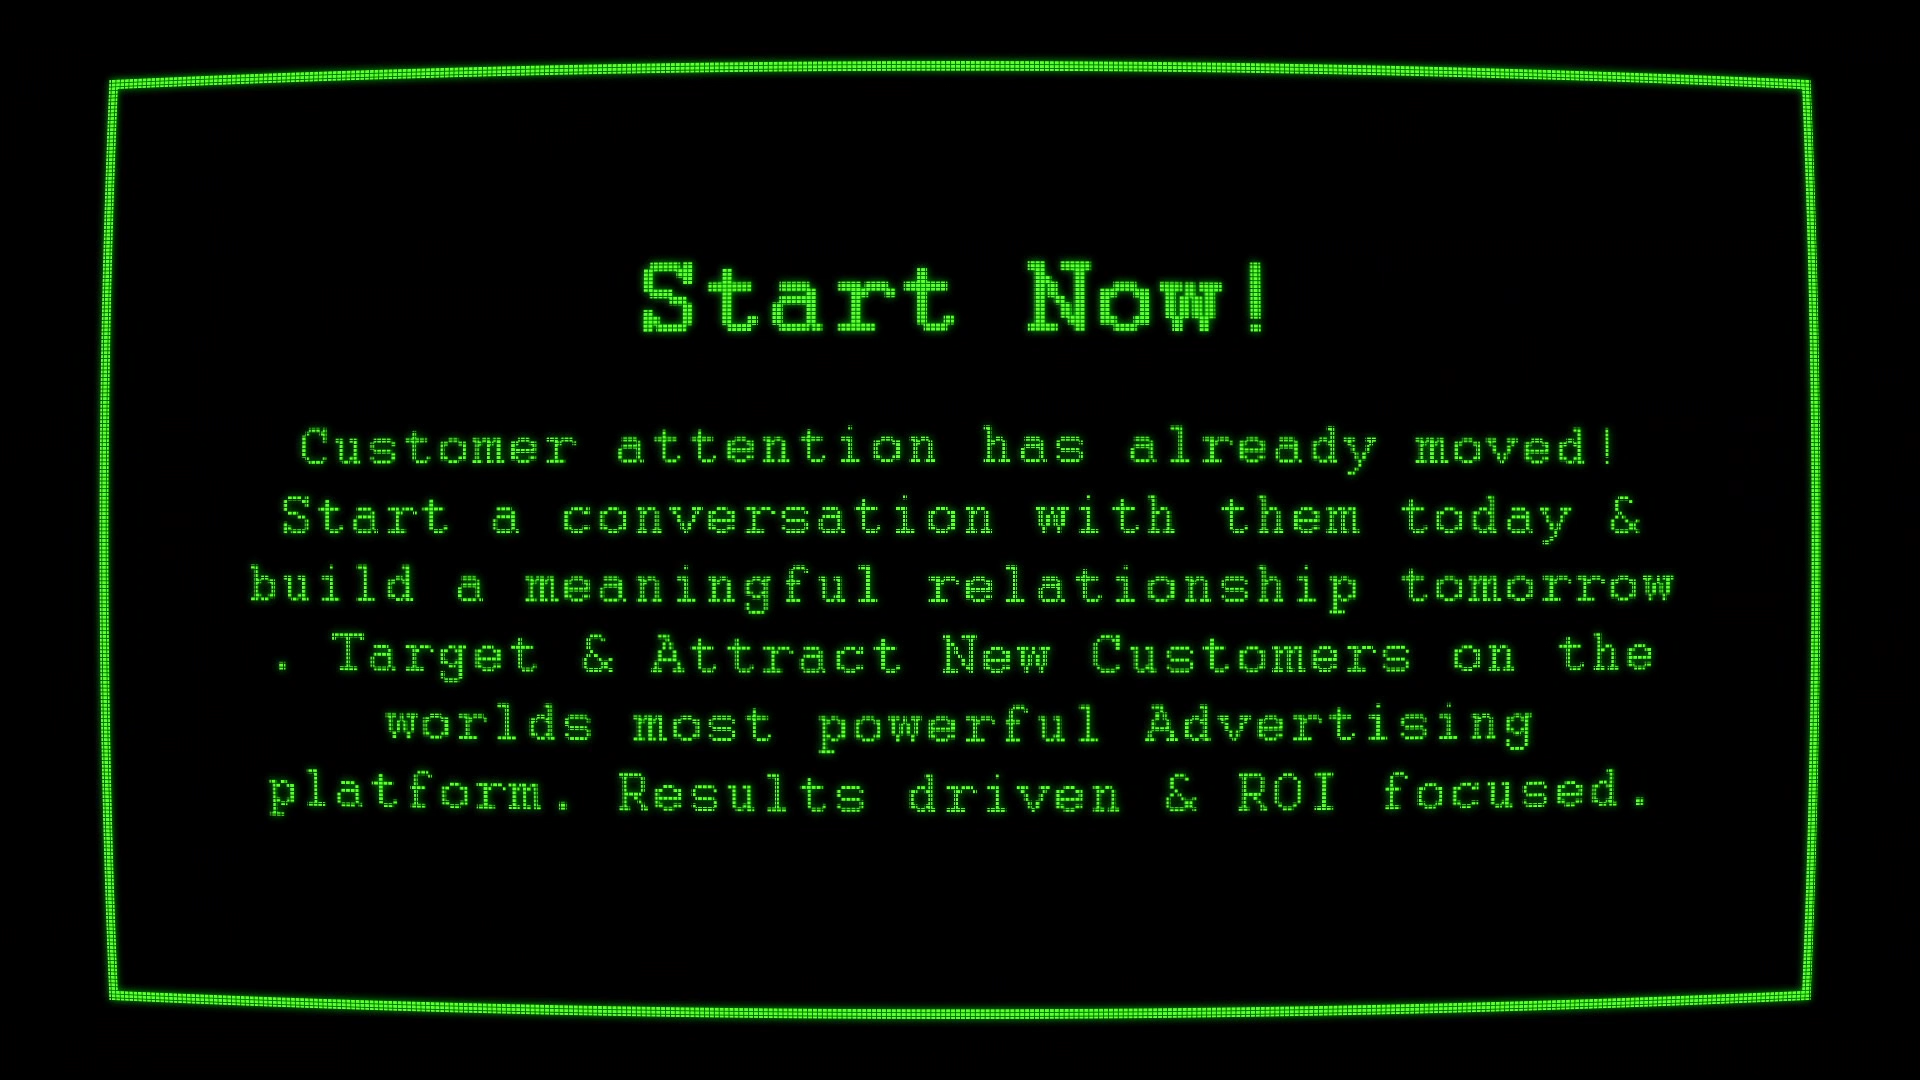 Start Now!
Customer attention has already moved!
Start a conversation with them today &
build a meaningful relationship tomorrow
. Target & Attract New Customers on the
worlds most powerful Advertising
platform. Results driven & ROI focused.